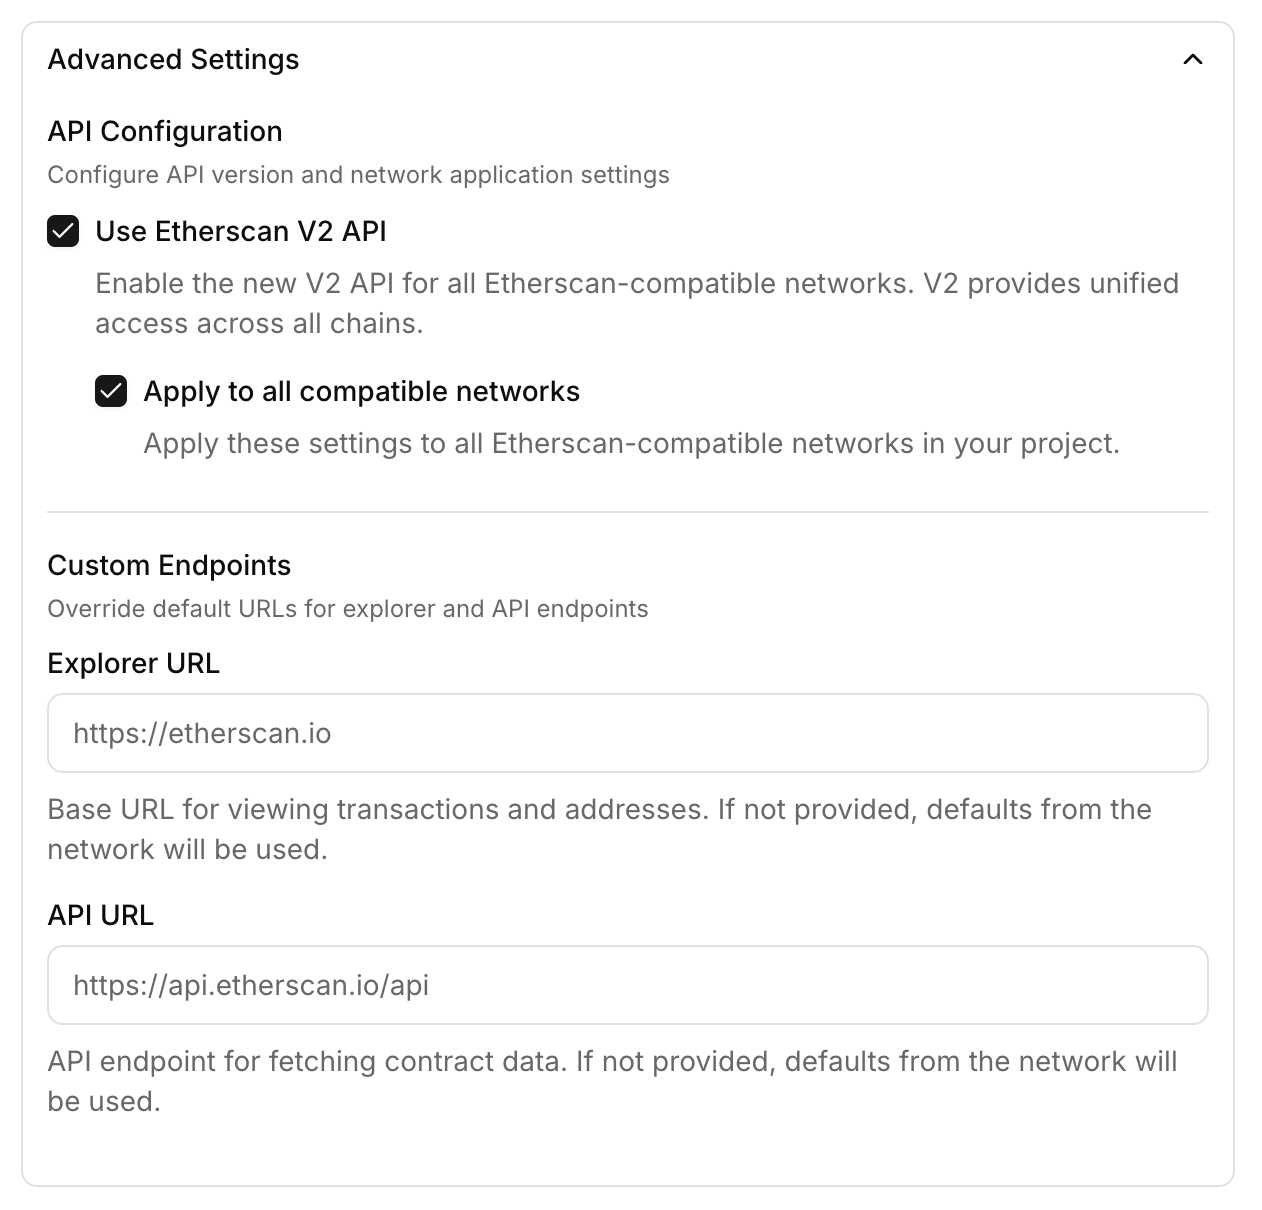 Advanced Settings
API Configuration
Configure API version and network application settings
Use Etherscan V2 API
Enable the new V2 API for all Etherscan-compatible networks. V2 provides unified
access across all chains.
Apply to all compatible networks
Apply these settings to all Etherscan-compatible networks in your project.
Custom Endpoints
Override default URLs for explorer and API endpoints
Explorer URL
https://etherscan.io
Base URL for viewing transactions and addresses. If not provided, defaults from the
network will be used.
API URL
https://api.etherscan.io/api
API endpoint for fetching contract data. If not provided, defaults from the network will
be used.